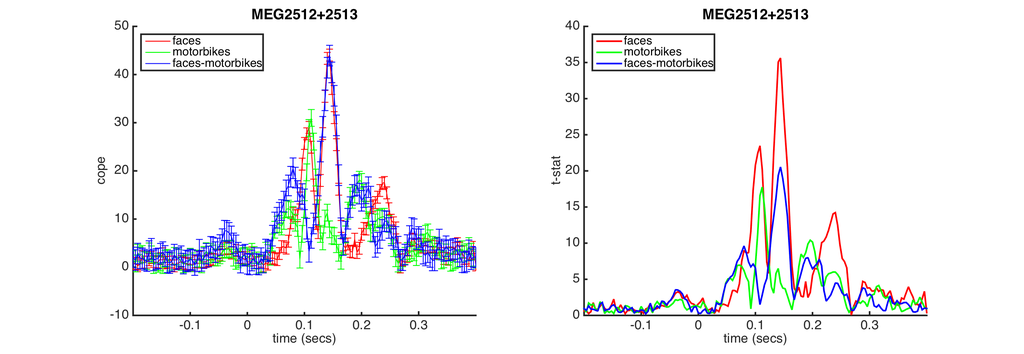 MEG2512+2513
50
40
30
20
10
0
-10
cope
faces
motorbikes
faces-motorbikes
-0.1
0
0.1
0.2
0.3
time (secs)
MEG2512+2513
40
35
30
25
20
15
10
5
0
t-stat
faces
motorbikes
faces-motorbikes
-0.1
0
0.1
0.2
0.3
time (secs)